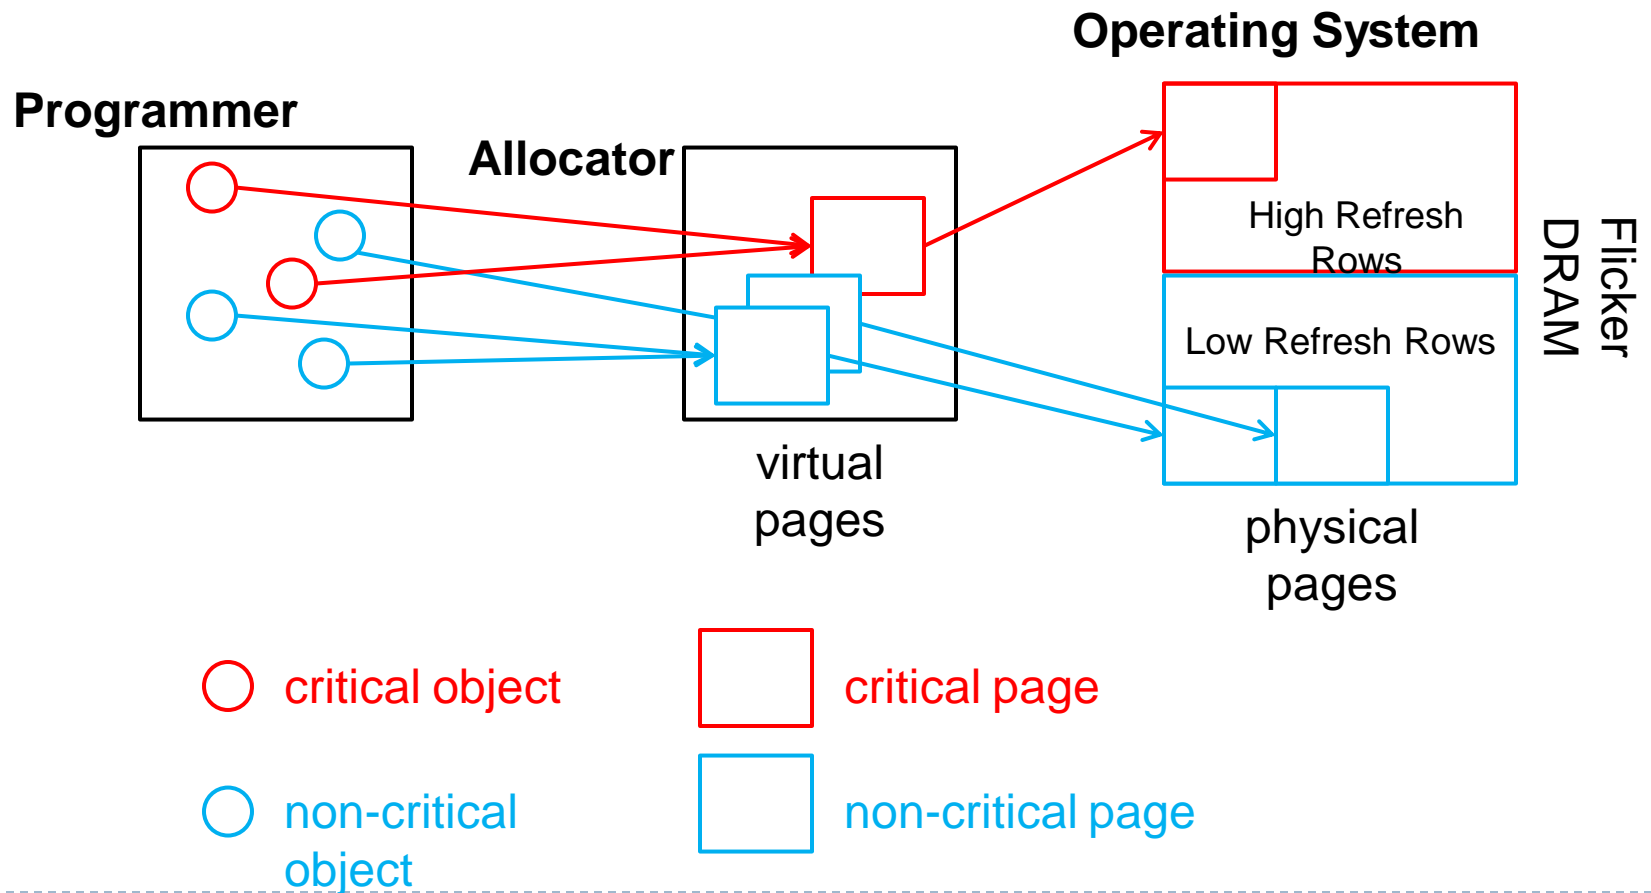 Operating System
Programmer
Allocator
High Refresh
Rows
Low Refresh Rows
Flicker
DRAM
virtual
pages
physical
pages
critical object
critical page
non-critical
object
non-critical page